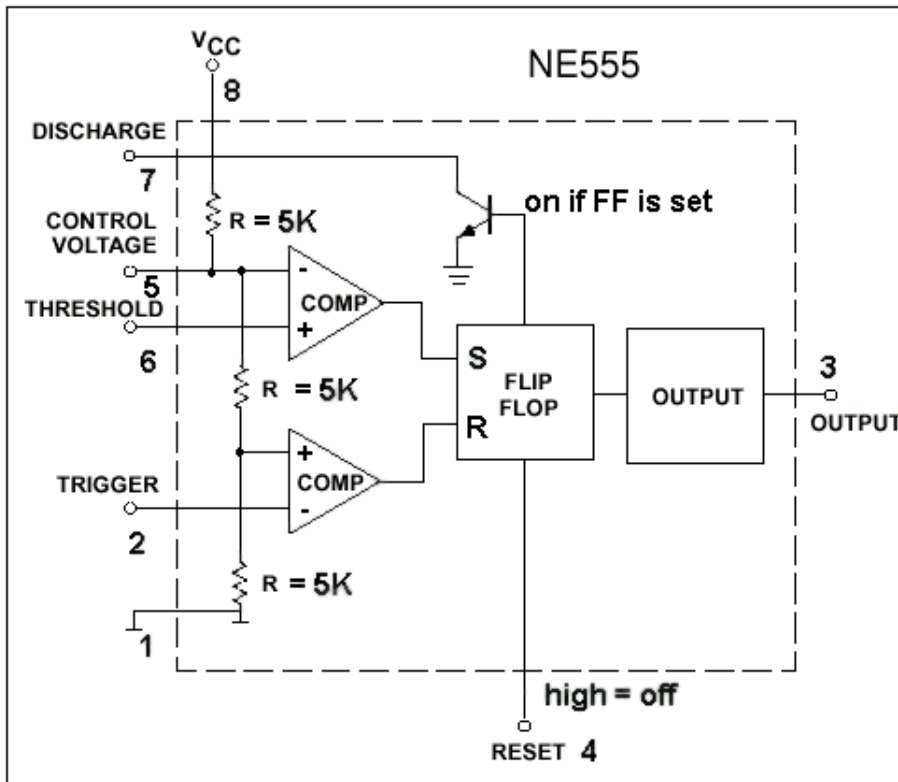 VCC
8
NE555
DISCHARGE
7
on if FF is set
R = 5K
CONTROL
VOLTAGE
5
-
COMP
+
THRESHOLD
6
S
FLIP
FLOP
R
OUTPUT
3
OUTPUT
R = 5K
+
COMP
-
TRIGGER
2
R = 5K
1
high = off
RESET 4